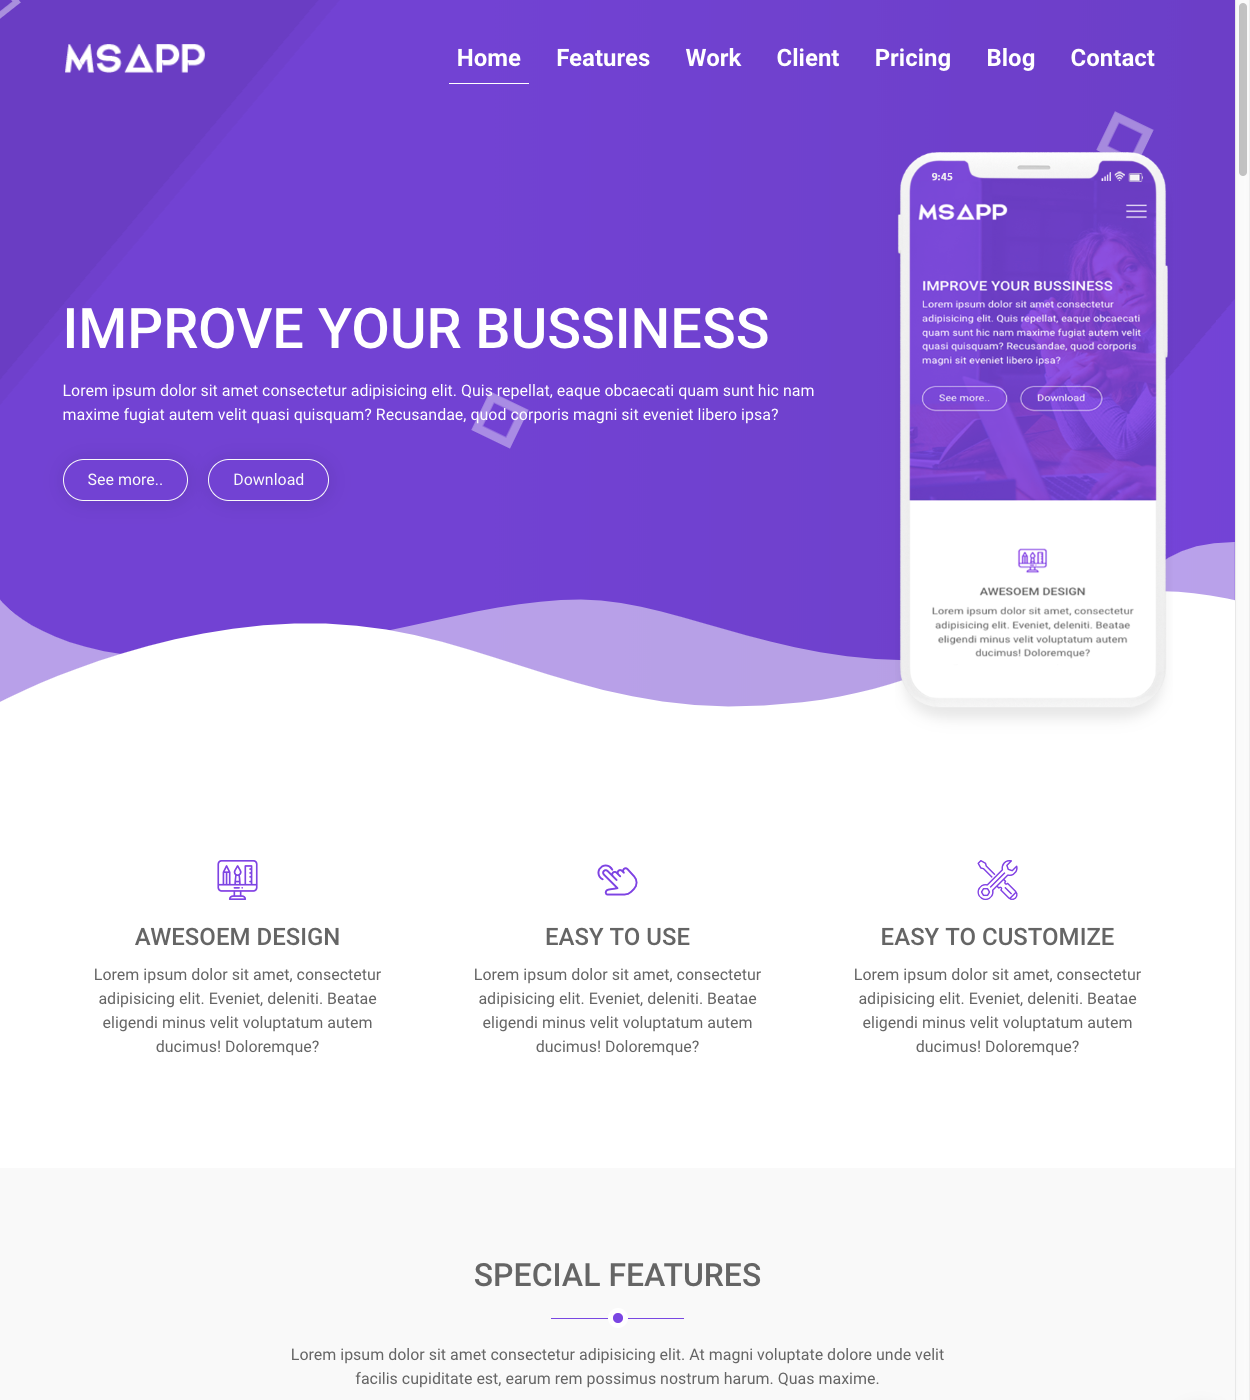 MSAPP
Home Features Work Client Pricing Blog Contact
IMPROVE YOUR BUSSINESS
Lorem ipsum dolor sit amet consectetur adipisicing elit. Quis repellat, eaque obcaecati quam sunt hic nam
maxime fugiat autem velit quasi quisquam? Recusandae, quod corporis magni sit eveniet libero ipsa?
See more.. Download
9:45
MSAPP
IMPROVE YOUR BUSSINESS
Lorem ipsum dolor sit amet consectetur
adipisicing elit. Quis repellat, eaque obcaecati
quam sunt hic nam maxime fugiat autem velit
quasi quisquam? Recusandae, quod corporis
magni sit eveniet libero ipsa?
See more.. Download
AWESOEM DESIGN
Lorem ipsum dolor sit amet, consectetur
adipisicing elit. Eveniet, deleniti. Beatae
eligendi minus velit voluptatum autem
ducimus! Doloremque?
AWESOEM DESIGN
Lorem ipsum dolor sit amet, consectetur
adipisicing elit. Eveniet, deleniti. Beatae
eligendi minus velit voluptatum autem
ducimus! Doloremque?
EASY TO USE
Lorem ipsum dolor sit amet, consectetur
adipisicing elit. Eveniet, deleniti. Beatae
eligendi minus velit voluptatum autem
ducimus! Doloremque?
EASY TO CUSTOMIZE
Lorem ipsum dolor sit amet, consectetur
adipisicing elit. Eveniet, deleniti. Beatae
eligendi minus velit voluptatum autem
ducimus! Doloremque?
SPECIAL FEATURES
Lorem ipsum dolor sit amet consectetur adipisicing elit. At magni voluptate dolore unde velit
facilis cupiditate est, earum rem possimus nostrum harum. Quas maxime.